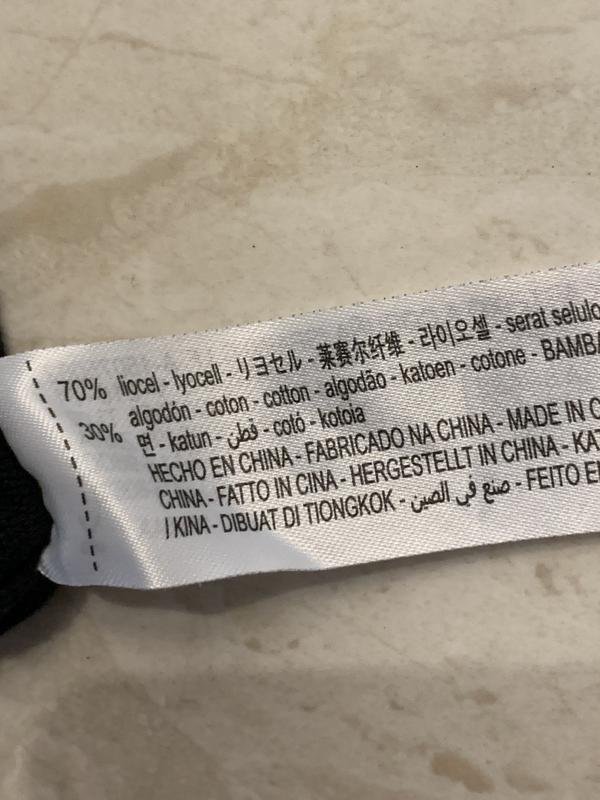 70% liocel - lyocell - リヨセル - 莱赛尔纤维 - 라이오셀 - serat selulo
30% algodón - coton - cotton - algodão - katoen - cotone - BAMBA
면 - katun - قطن - cotó - kotoia
HECHO EN CHINA - FABRICADO NA CHINA - MADE IN C
CHINA - FATTO IN CINA - HERGESTELLT IN CHINA - KA
I KINA - DIBUAT DI TIONGKOK - صنع في الصين - FEITO E